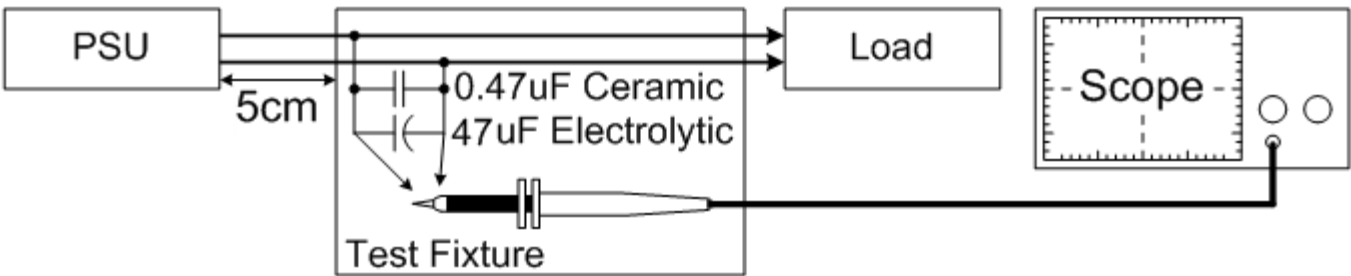 PSU
Load
Scope
5cm
0.47uF Ceramic
47uF Electrolytic
Test Fixture